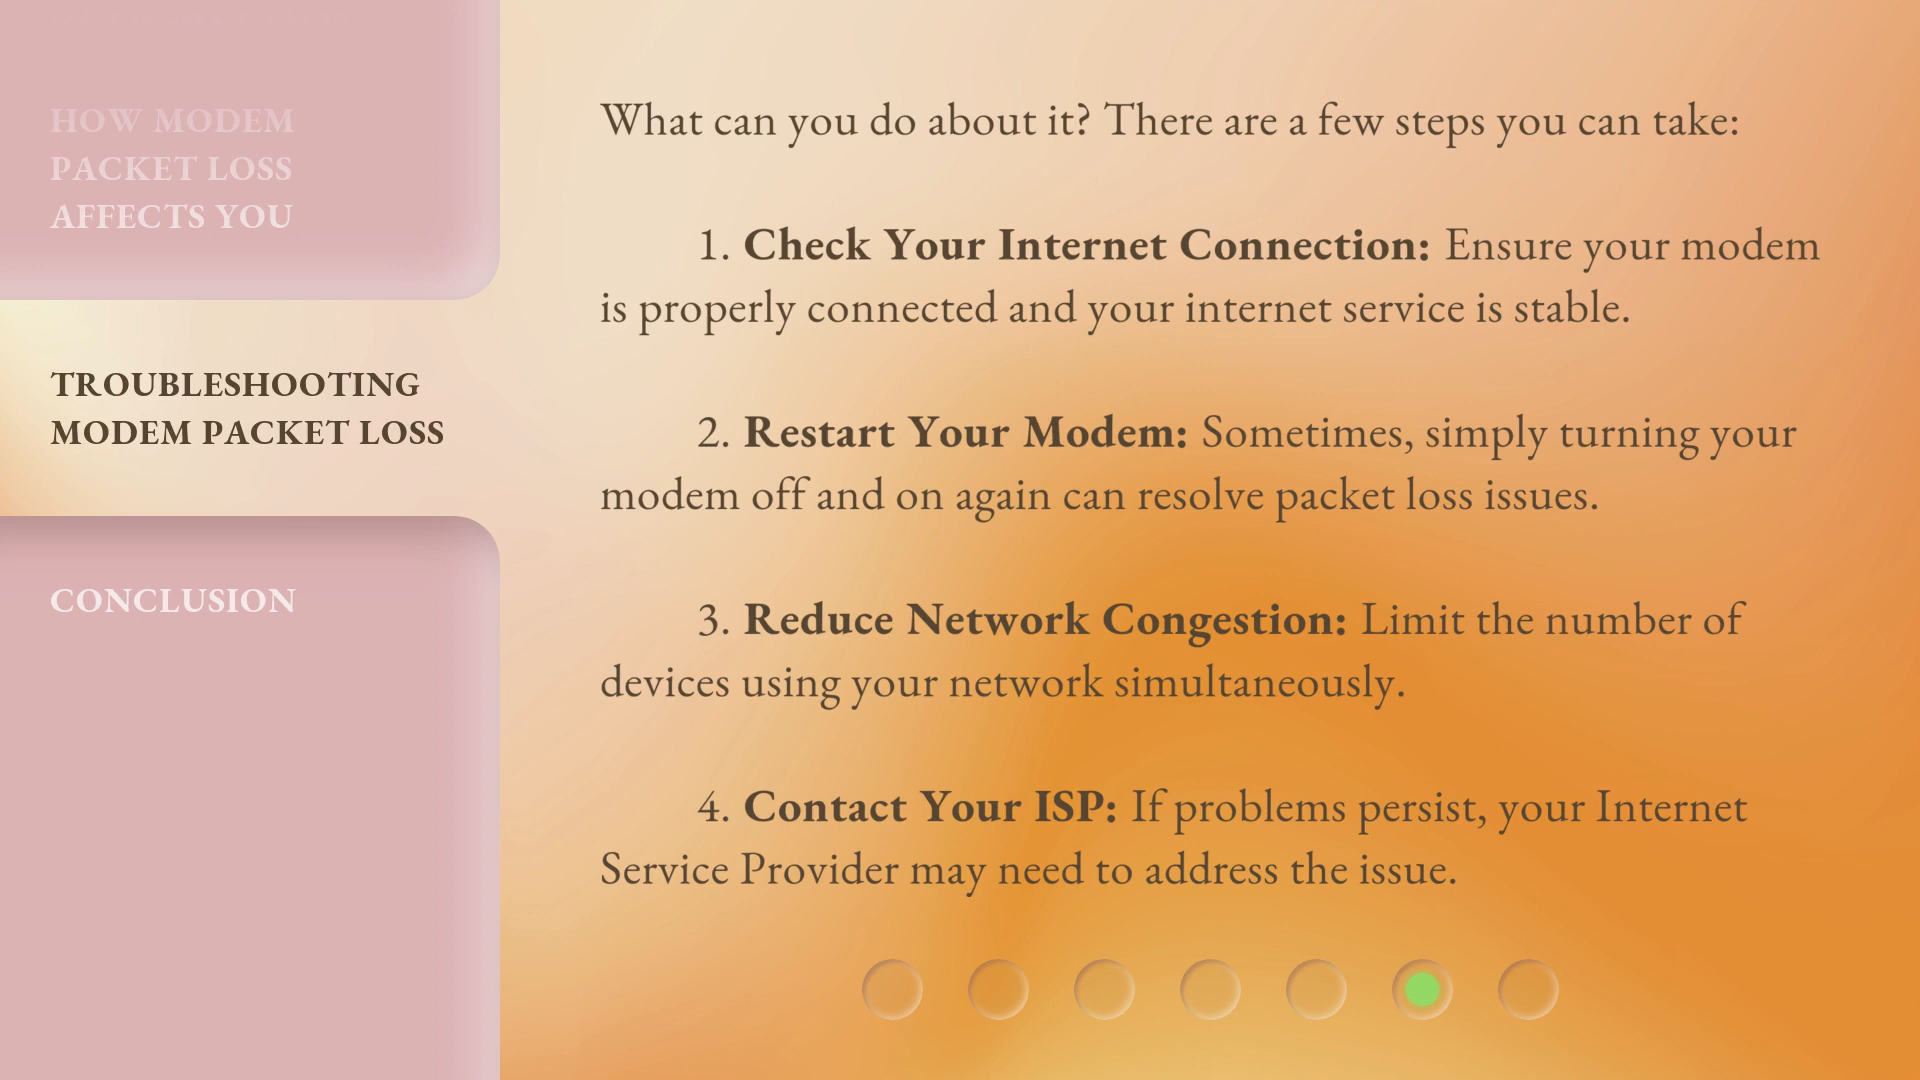 HOW MODEM
PACKET LOSS
AFFECTS YOU
TROUBLESHOOTING
MODEM PACKET LOSS
CONCLUSION
What can you do about it? There are a few steps you can take:
1. Check Your Internet Connection: Ensure your modem
is properly connected and your internet service is stable.
2. Restart Your Modem: Sometimes, simply turning your
modem off and on again can resolve packet loss issues.
3. Reduce Network Congestion: Limit the number of
devices using your network simultaneously.
4. Contact Your ISP: If problems persist, your Internet
Service Provider may need to address the issue.